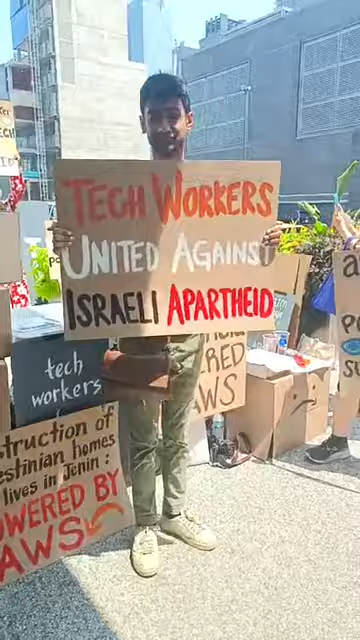 TECH WORKERS
UNITED AGAINST
ISRAELI APARTHEID
tech
workers
struction of
estinian homes
lives in Jenin:
OWERED BY
AWS
RED
AWS